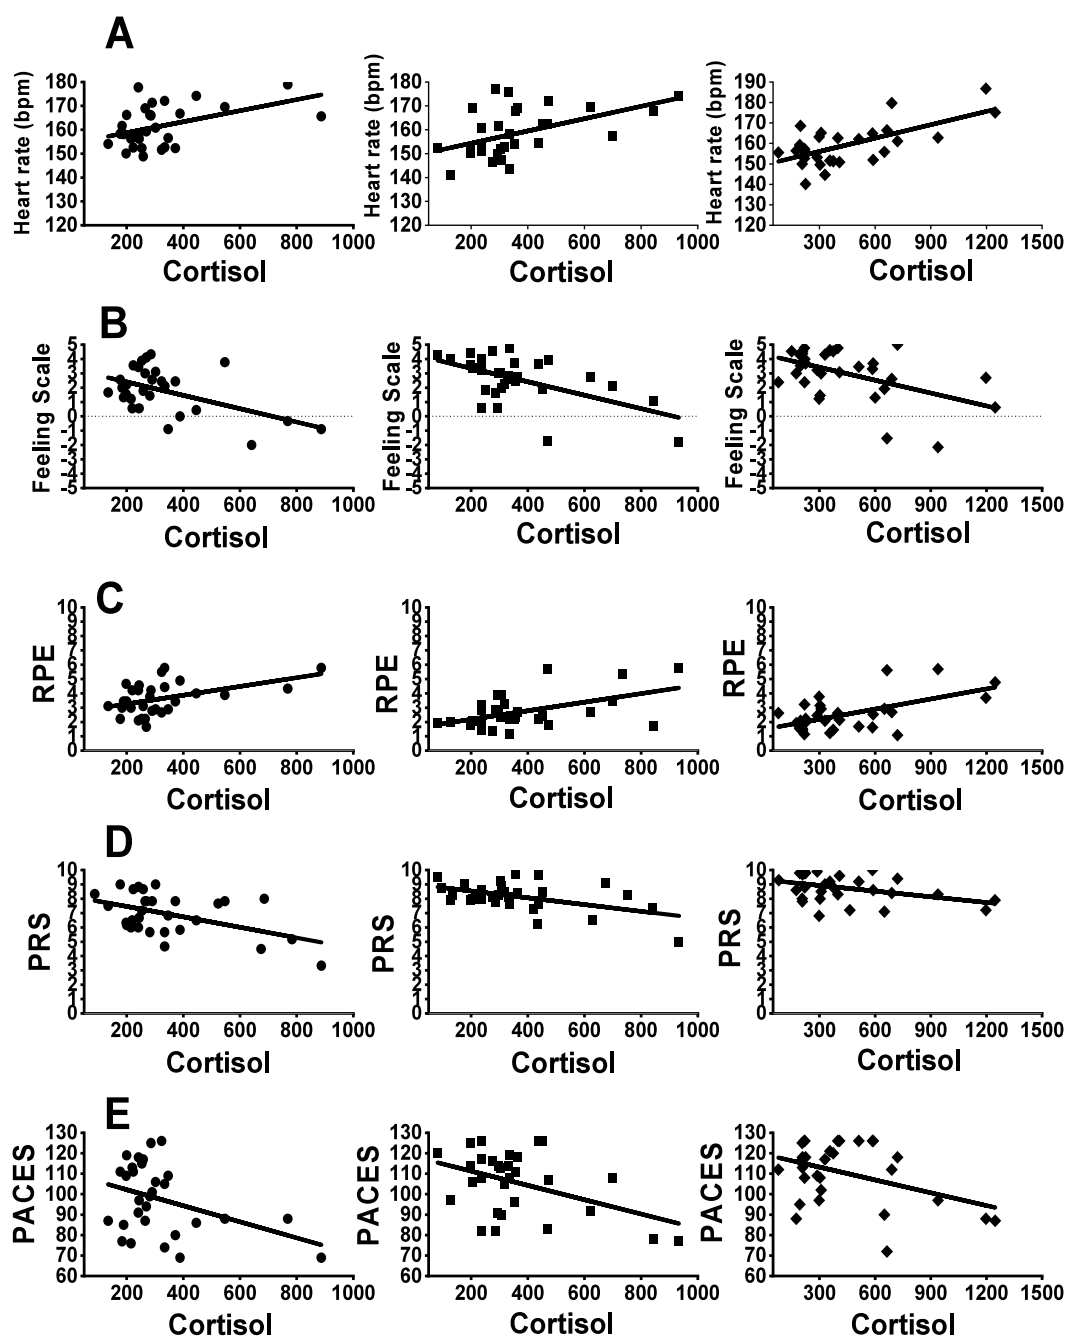 A
Heart rate (bpm)
180
170
160
150
140
130
120
200 400 600 800 1000
Cortisol
Heart rate (bpm)
180
170
160
150
140
130
120
200 400 600 800 1000
Cortisol
Heart rate (bpm)
190
180
170
160
150
140
130
120
300 600 900 1200 1500
Cortisol
B
Feeling Scale
5
4
3
2
1
0
-1
-2
-3
-4
-5
200 400 600 800 1000
Cortisol
Feeling Scale
5
4
3
2
1
0
-1
-2
-3
-4
-5
200 400 600 800 1000
Cortisol
Feeling Scale
5
4
3
2
1
0
-1
-2
-3
-4
-5
300 600 900 1200 1500
Cortisol
C
RPE
10
9
8
7
6
5
4
3
2
1
0
200 400 600 800 1000
Cortisol
RPE
10
9
8
7
6
5
4
3
2
1
0
200 400 600 800 1000
Cortisol
RPE
10
9
8
7
6
5
4
3
2
1
0
300 600 900 1200 1500
Cortisol
D
PRS
10
9
8
7
6
5
4
3
2
1
0
200 400 600 800 1000
Cortisol
PRS
10
9
8
7
6
5
4
3
2
1
0
200 400 600 800 1000
Cortisol
PRS
10
9
8
7
6
5
4
3
2
1
0
300 600 900 1200 1500
Cortisol
E
PACES
130
120
110
100
90
80
70
60
200 400 600 800 1000
Cortisol
PACES
130
120
110
100
90
80
70
60
200 400 600 800 1000
Cortisol
PACES
130
120
110
100
90
80
70
60
300 600 900 1200 1500
Cortisol